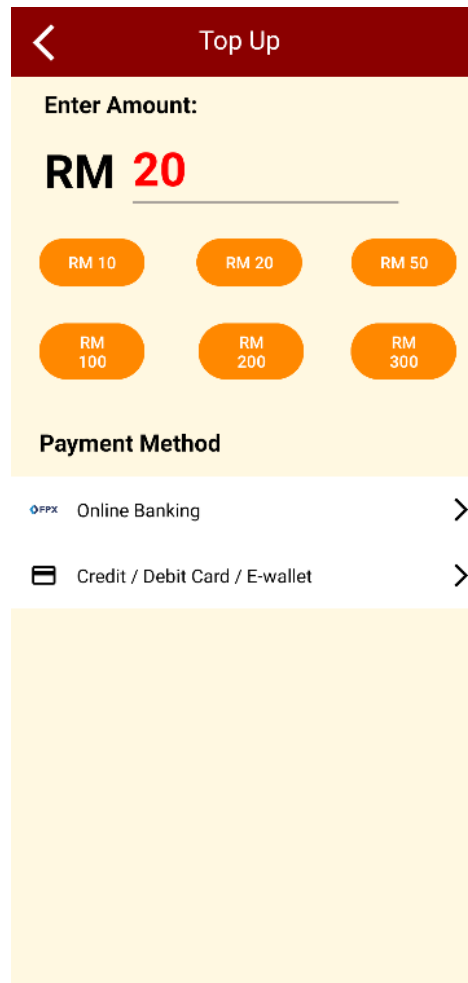 Top Up
Enter Amount:
RM 20
RM 10 RM 20 RM 50
RM 100 RM 200 RM 300
Payment Method
FPX Online Banking
Credit / Debit Card / E-wallet